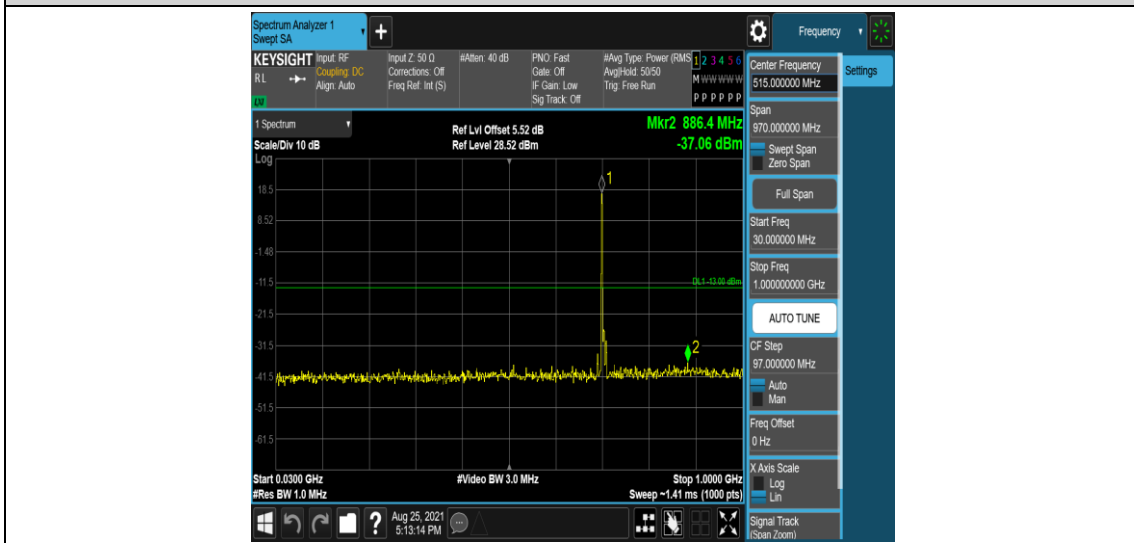 Spectrum Analyzer 1
Swept SA
+
Frequency
KEYSIGHT
RL
LXI
Input: RF
Coupling: DC
Align: Auto
Input Z: 50 Ω
Corrections: Off
Freq Ref: Int (S)
#Atten: 40 dB
PNO: Fast
Gate: Off
IF Gain: Low
Sig Track: Off
#Avg Type: Power (RMS
Avg|Hold: 50/50
Trig: Free Run
1 2 3 4 5 6
M W W W W W
P P P P P P
Center Frequency
515.000000 MHz
Settings
1 Spectrum
Scale/Div 10 dB
Ref Lvl Offset 5.52 dB
Ref Level 28.52 dBm
Mkr2 886.4 MHz
-37.06 dBm
Log
1
18.5
8.52
-1.48
-11.5
DL1 -13.00 dBm
-21.5
-31.5
2
-41.5
-51.5
-61.5
Start 0.0300 GHz
#Res BW 1.0 MHz
#Video BW 3.0 MHz
Stop 1.0000 GHz
Sweep ~1.41 ms (1000 pts)
Span
970.000000 MHz
Swept Span
Zero Span
Full Span
Start Freq
30.000000 MHz
Stop Freq
1.000000000 GHz
AUTO TUNE
CF Step
97.000000 MHz
Auto
Man
Freq Offset
0 Hz
X Axis Scale
Log
Lin
Signal Track
(Span Zoom)
?
Aug 25, 2021
5:13:14 PM